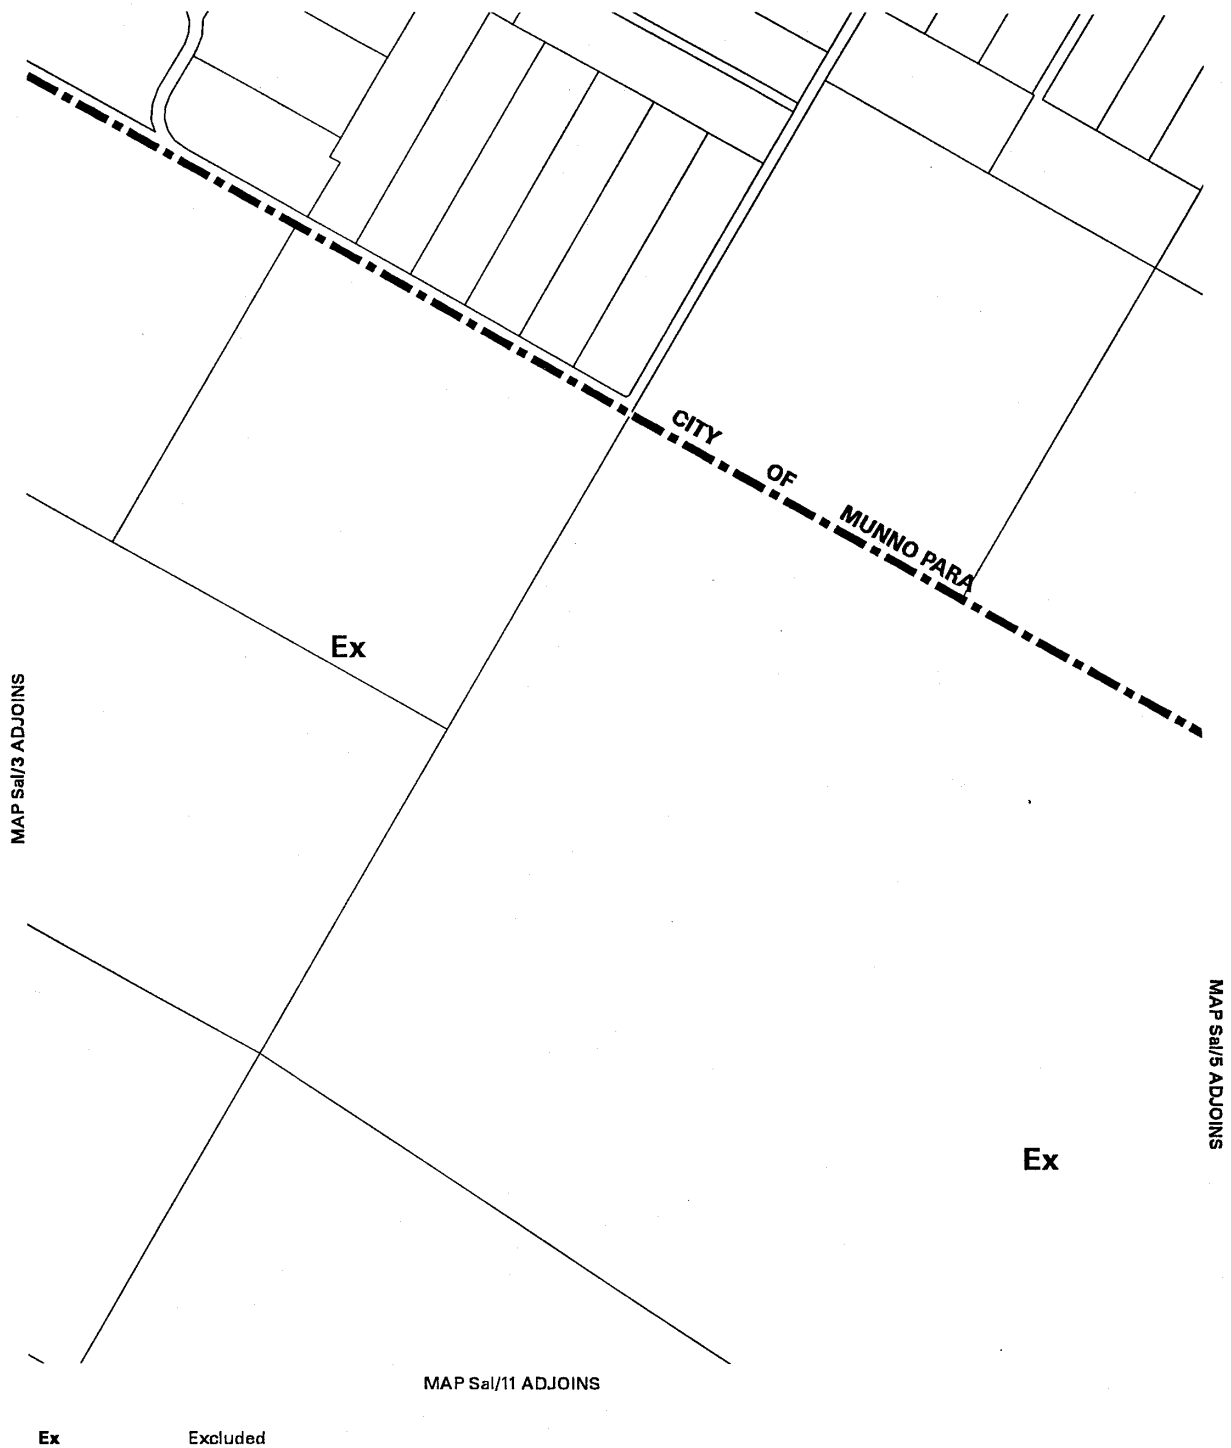 CITY OF MUNNO PARA
Ex
MAP Sal/3 ADJOINS
MAP Sal/5 ADJOINS
Ex
MAP Sal/11 ADJOINS
Ex Excluded